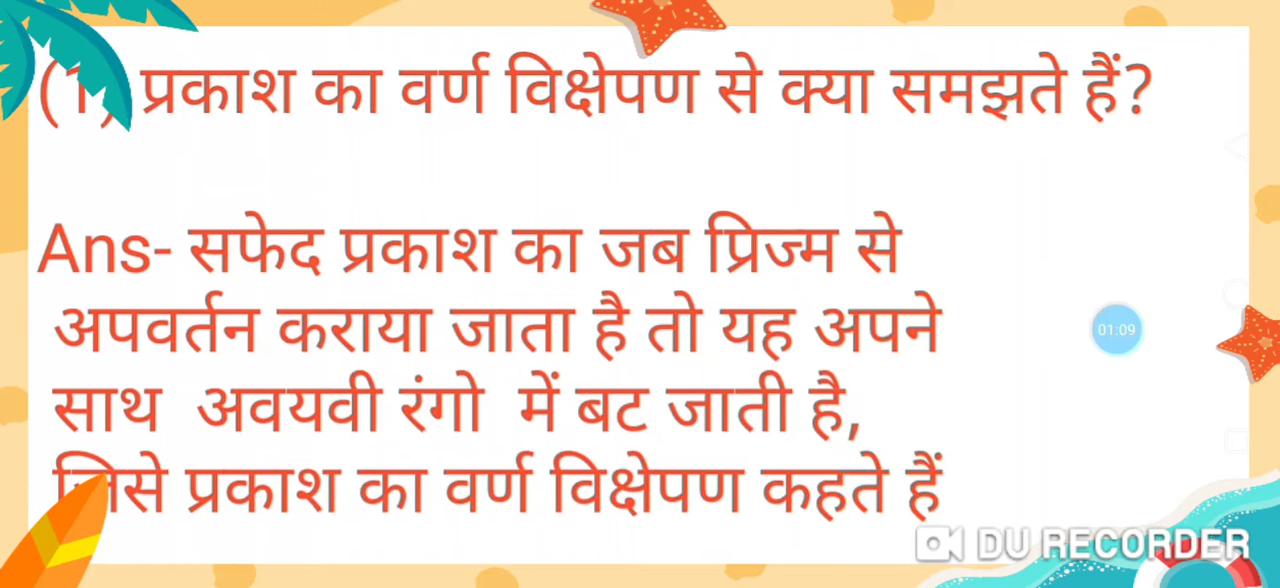 (1) प्रकाश का वर्ण विक्षेपण से क्या समझते हैं?
Ans- सफेद प्रकाश का जब प्रिज्म से
अपवर्तन कराया जाता है तो यह अपने
साथ अवयवी रंगो में बट जाती है,
जिसे प्रकाश का वर्ण विक्षेपण कहते हैं
01:09
DU RECORDER